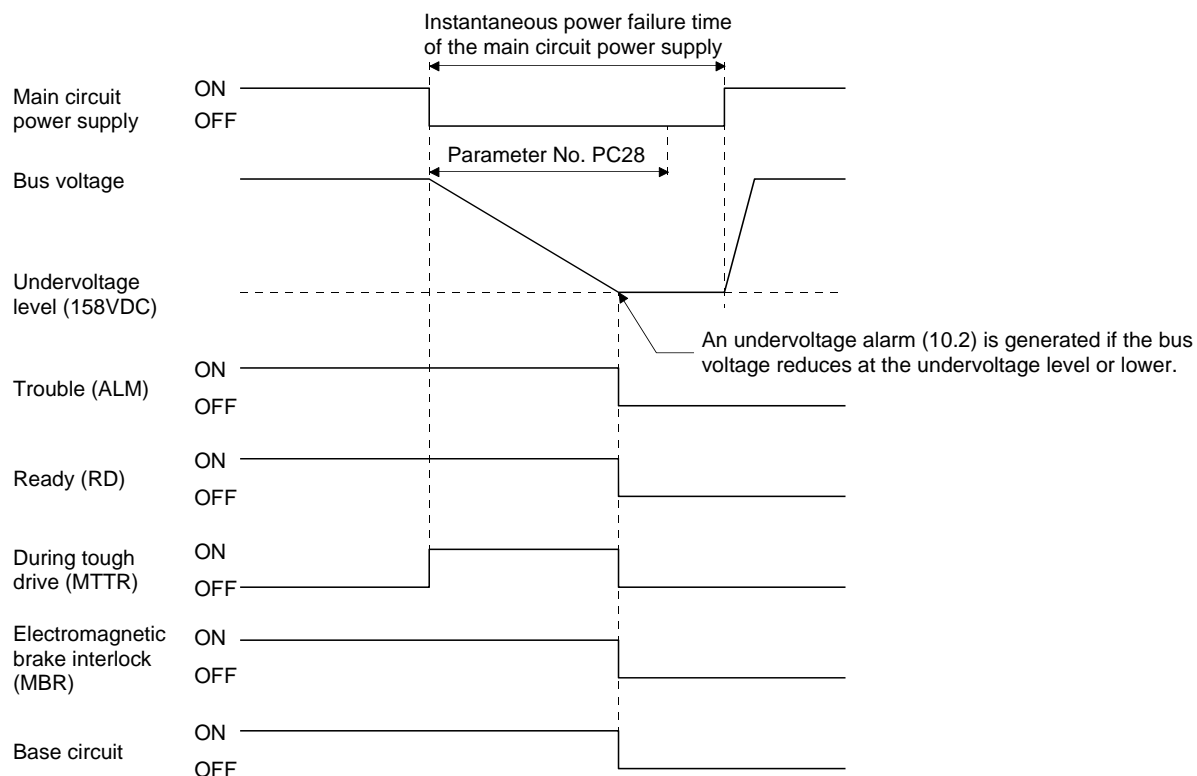 Instantaneous power failure time
of the main circuit power supply
Main circuit
power supply
ON
OFF
Parameter No. PC28
Bus voltage
Undervoltage
level (158VDC)
An undervoltage alarm (10.2) is generated if the bus
voltage reduces at the undervoltage level or lower.
Trouble (ALM)
ON
OFF
Ready (RD)
ON
OFF
During tough
drive (MTTR)
ON
OFF
Electromagnetic
brake interlock
(MBR)
ON
OFF
Base circuit
ON
OFF